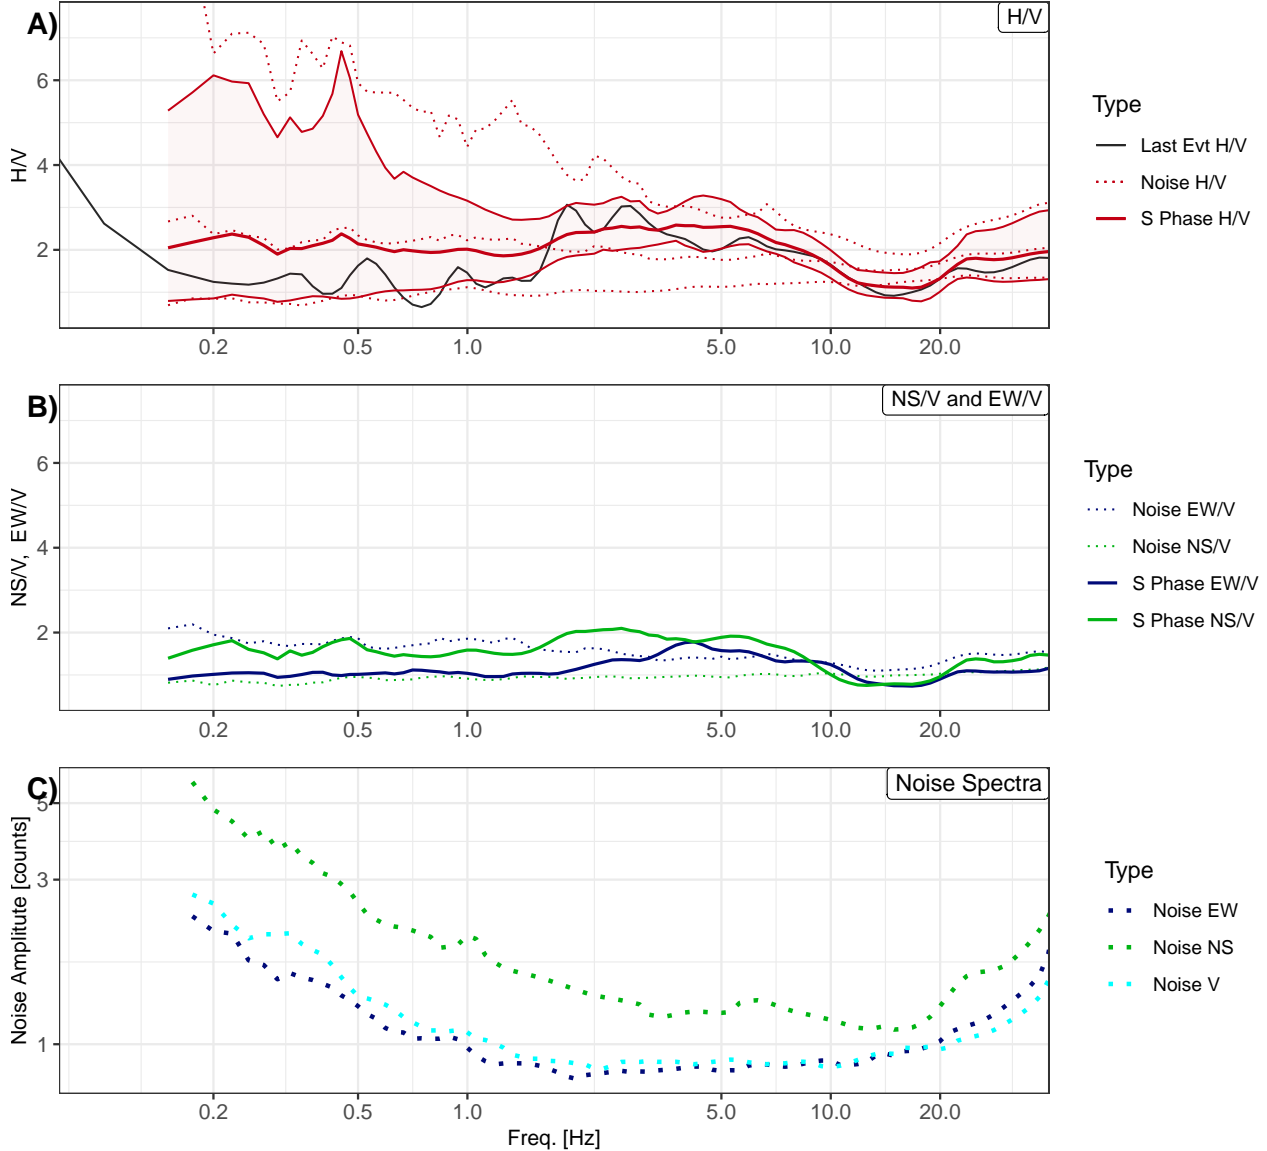 A)
H/V
6
4
2
H/V
0.2 0.5 1.0 5.0 10.0 20.0
Type
Last Evt H/V
Noise H/V
S Phase H/V
B)
NS/V and EW/V
6
4
2
NS/V, EW/V
0.2 0.5 1.0 5.0 10.0 20.0
Type
Noise EW/V
Noise NS/V
S Phase EW/V
S Phase NS/V
C)
Noise Spectra
5
3
1
Noise Amplitute [counts]
0.2 0.5 1.0 5.0 10.0 20.0
Freq. [Hz]
Type
Noise EW
Noise NS
Noise V